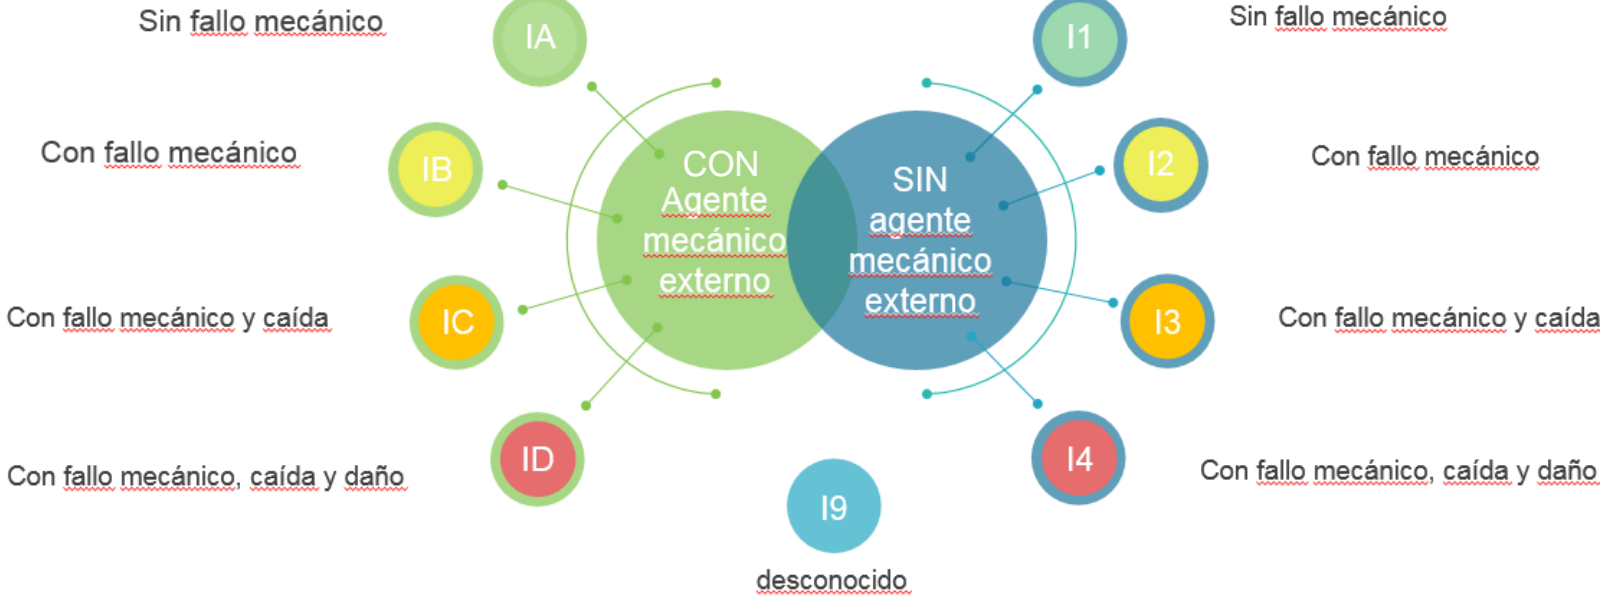 Sin fallo mecánico
IA
Con fallo mecánico
IB
Con fallo mecánico y caída
IC
Con fallo mecánico, caída y daño
ID
CON
Agente
mecánico
externo
SIN
agente
mecánico
externo
I1
Sin fallo mecánico
I2
Con fallo mecánico
I3
Con fallo mecánico y caída
I4
Con fallo mecánico, caída y daño
I9
desconocido